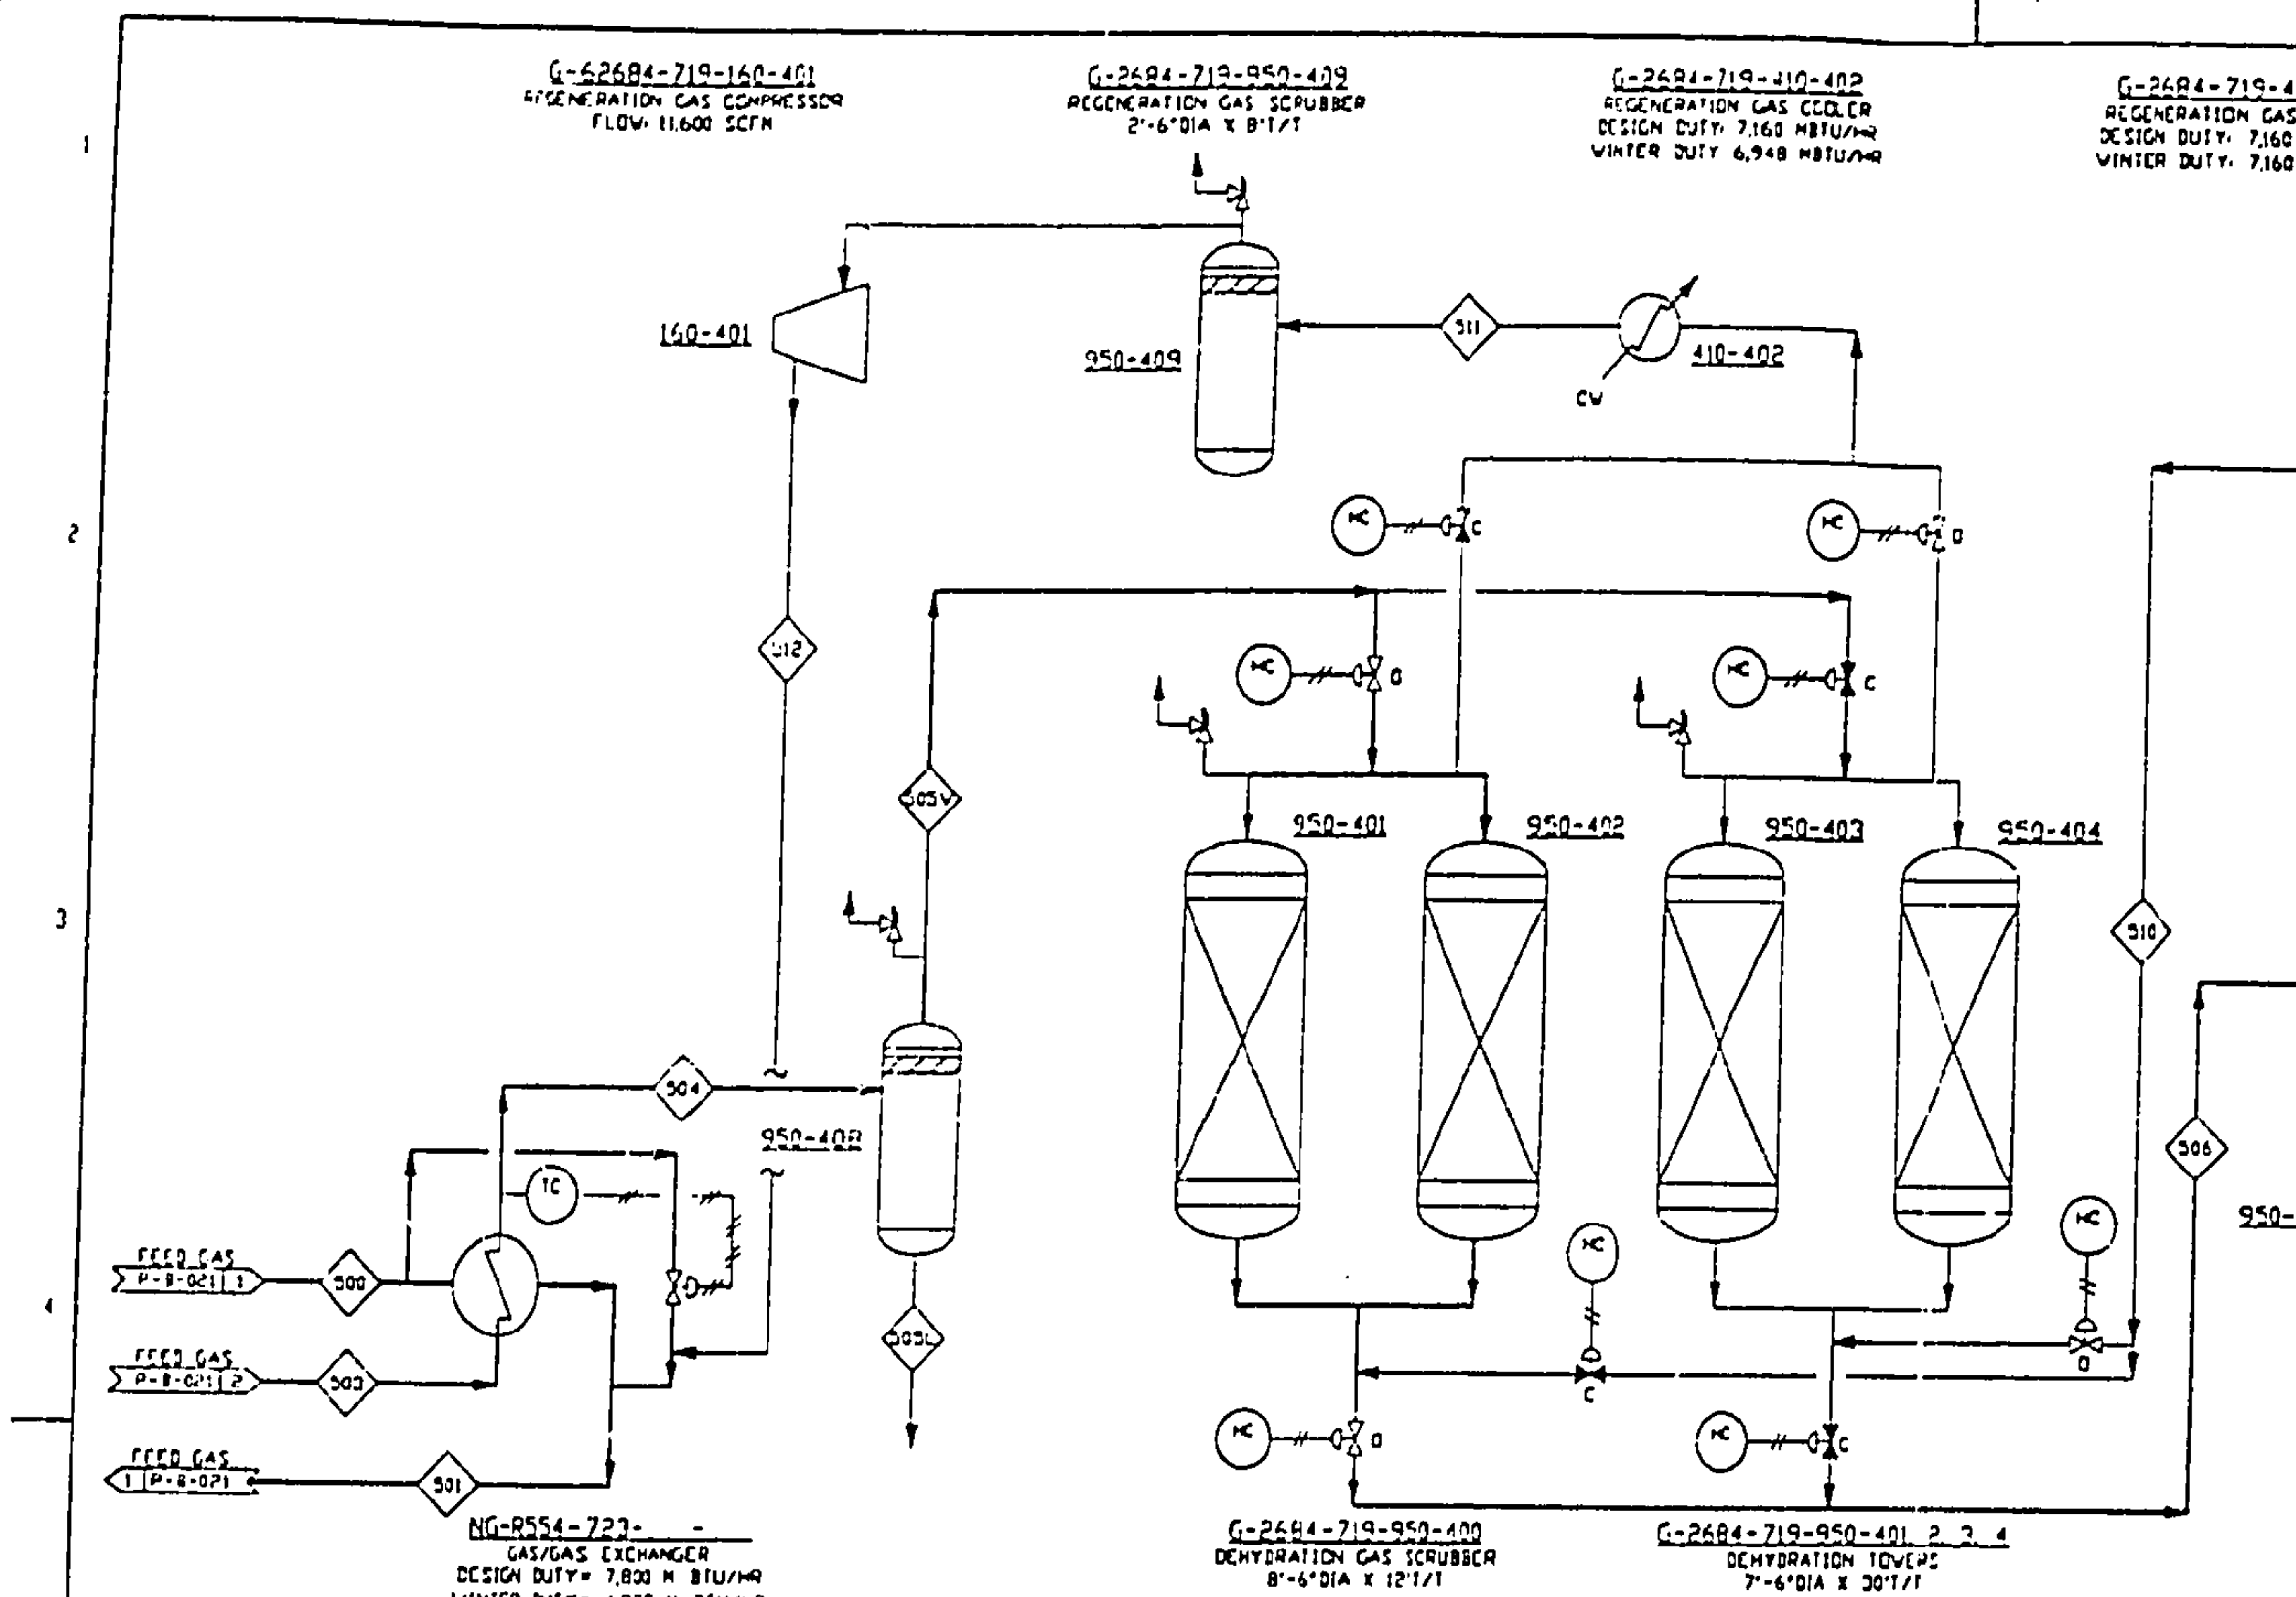 G-62684-719-160-401
REGENERATION GAS COMPRESSOR
FLOW: 11,600 SCFM
G-2684-719-950-409
REGENERATION GAS SCRUBBER
2'-6"DIA X 8'T/T
G-2684-719-410-402
REGENERATION GAS COOLER
DESIGN DUTY: 7,160 MBTU/HR
WINTER DUTY 6,948 MBTU/HR
G-2684-719-4
REGENERATION GAS
DESIGN DUTY: 7,160
WINTER DUTY: 7,160
1
2
3
4
160-401
950-409
511
410-402
CW
HC
C
HC
O
512
HC
O
HC
C
505V
950-401
950-402
950-403
950-404
510
504
950-408
506
TC
HC
HC
950-
FEED GAS
P-B-021 1
500
FEED GAS
P-B-021 2
503
505L
O
C
HC
O
HC
C
FEED GAS
1 P-B-021
501
NG-R554-723-   -
GAS/GAS EXCHANGER
DESIGN DUTY= 7,800 M BTU/HR
G-2684-719-950-400
DEHYDRATION GAS SCRUBBER
8'-6"DIA X 12'T/T
G-2684-719-950-401, 2, 3, 4
DEHYDRATION TOWERS
7'-6"DIA X 30'T/T